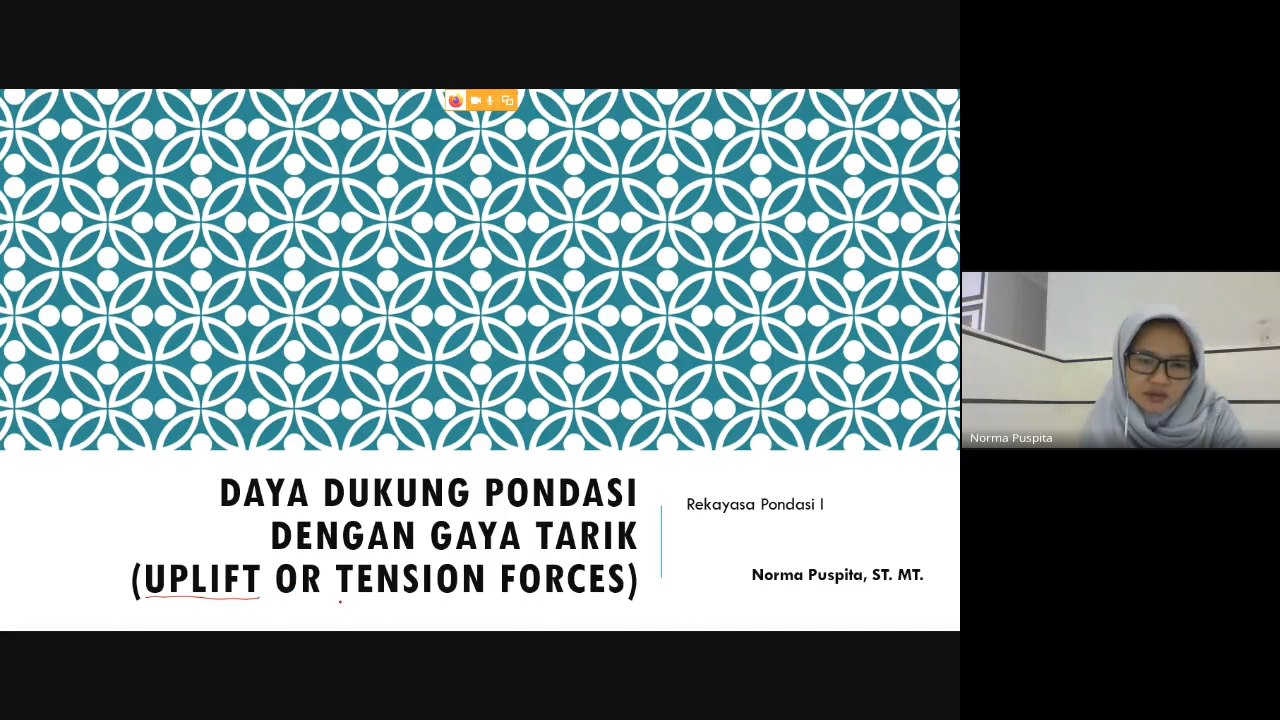 DAYA DUKUNG PONDASI
DENGAN GAYA TARIK
(UPLIFT OR TENSION FORCES)
Rekayasa Pondasi I
Norma Puspita, ST. MT.
Norma Puspita